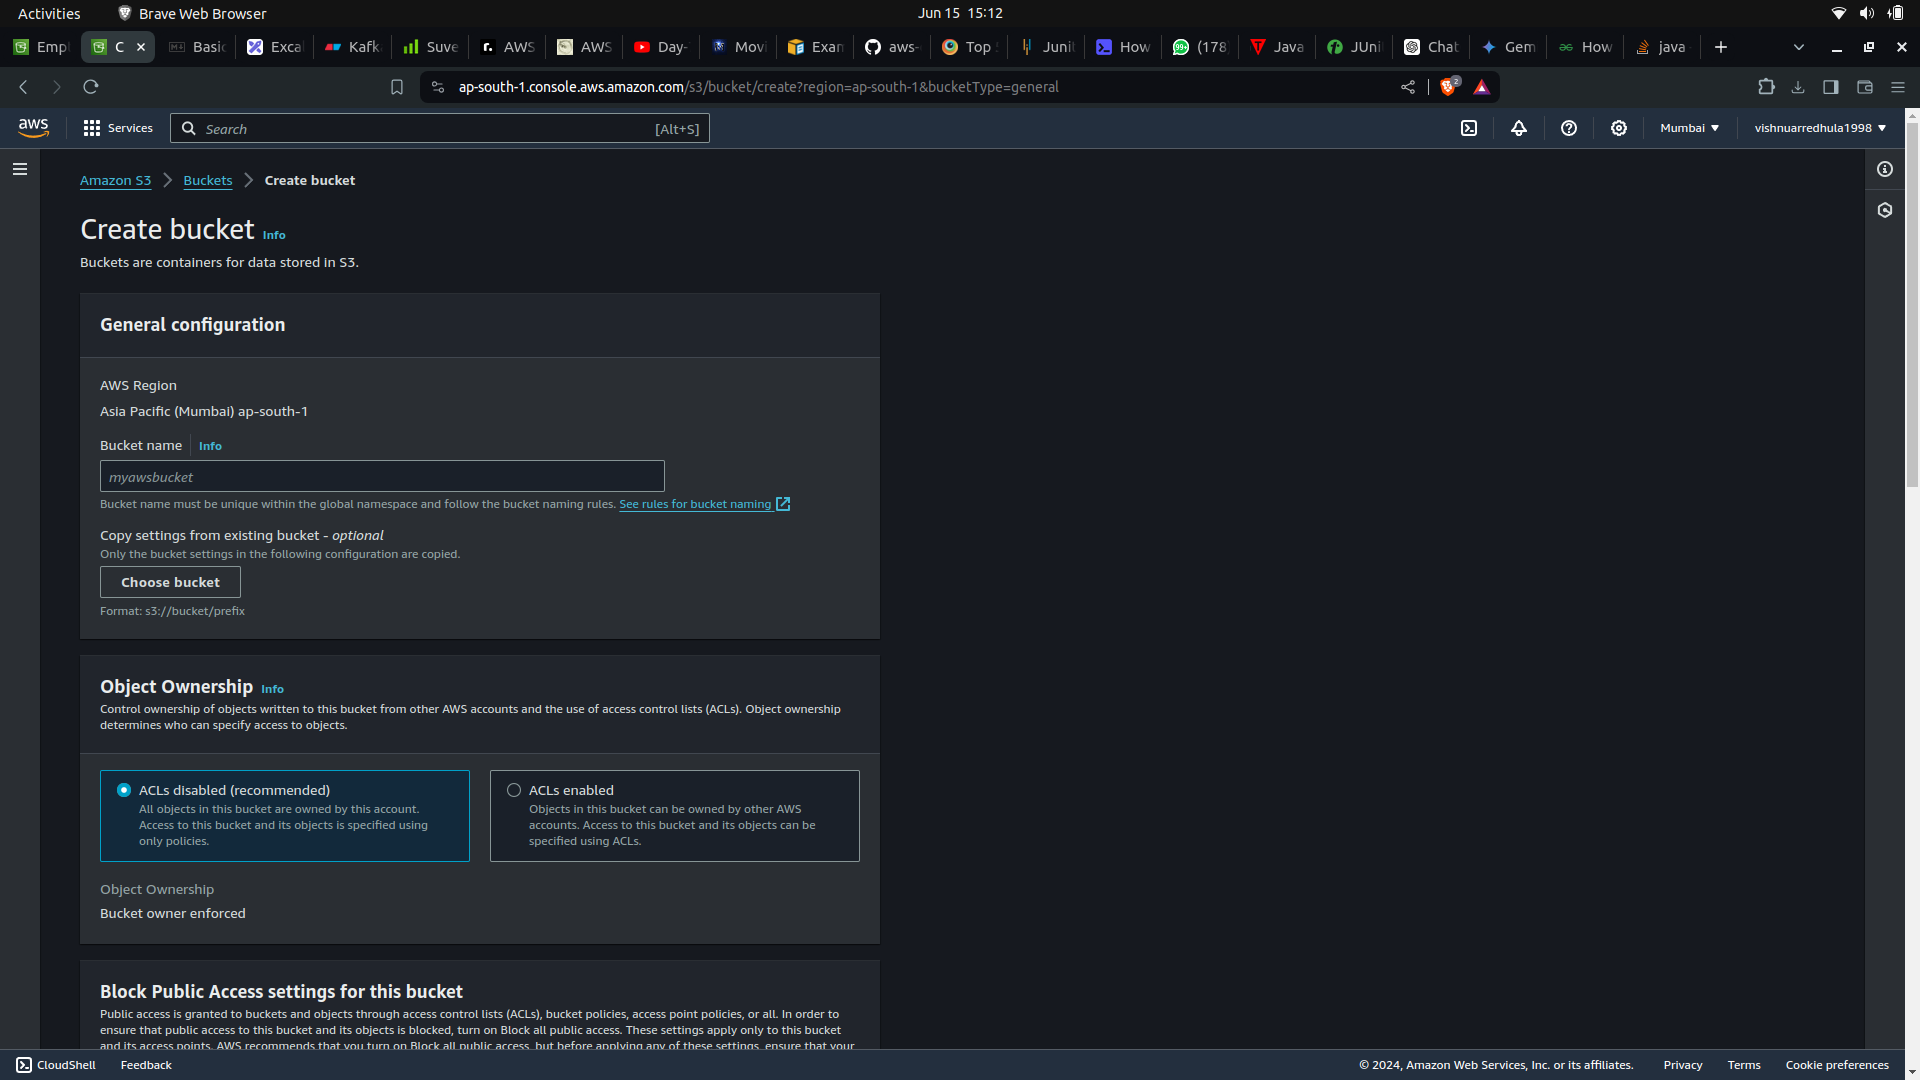 Activities
Brave Web Browser
Jun 15 15:12
Empl
C
Basic
Excal
Kafk
Suve
AWS
AWS
Day-
Movi
Exam
aws-
Top
Junit
How
(178)
Java
JUni
Chat
Gem
How
java
ap-south-1.console.aws.amazon.com/s3/bucket/create?region=ap-south-1&bucketType=general
2
aws
Services
Search
[Alt+S]
Mumbai
vishnuarredhula1998
Amazon S3
Buckets
Create bucket
Create bucket Info
Buckets are containers for data stored in S3.
General configuration
AWS Region
Asia Pacific (Mumbai) ap-south-1
Bucket name
Info
myawsbucket
Bucket name must be unique within the global namespace and follow the bucket naming rules. See rules for bucket naming
Copy settings from existing bucket - optional
Only the bucket settings in the following configuration are copied.
Choose bucket
Format: s3://bucket/prefix
Object Ownership Info
Control ownership of objects written to this bucket from other AWS accounts and the use of access control lists (ACLs). Object ownership
determines who can specify access to objects.
ACLs disabled (recommended)
All objects in this bucket are owned by this account.
Access to this bucket and its objects is specified using
only policies.
ACLs enabled
Objects in this bucket can be owned by other AWS
accounts. Access to this bucket and its objects can be
specified using ACLs.
Object Ownership
Bucket owner enforced
Block Public Access settings for this bucket
Public access is granted to buckets and objects through access control lists (ACLs), bucket policies, access point policies, or all. In order to
ensure that public access to this bucket and its objects is blocked, turn on Block all public access. These settings apply only to this bucket
and its access points. AWS recommends that you turn on Block all public access, but before applying any of these settings, ensure that your
CloudShell
Feedback
© 2024, Amazon Web Services, Inc. or its affiliates.
Privacy
Terms
Cookie preferences